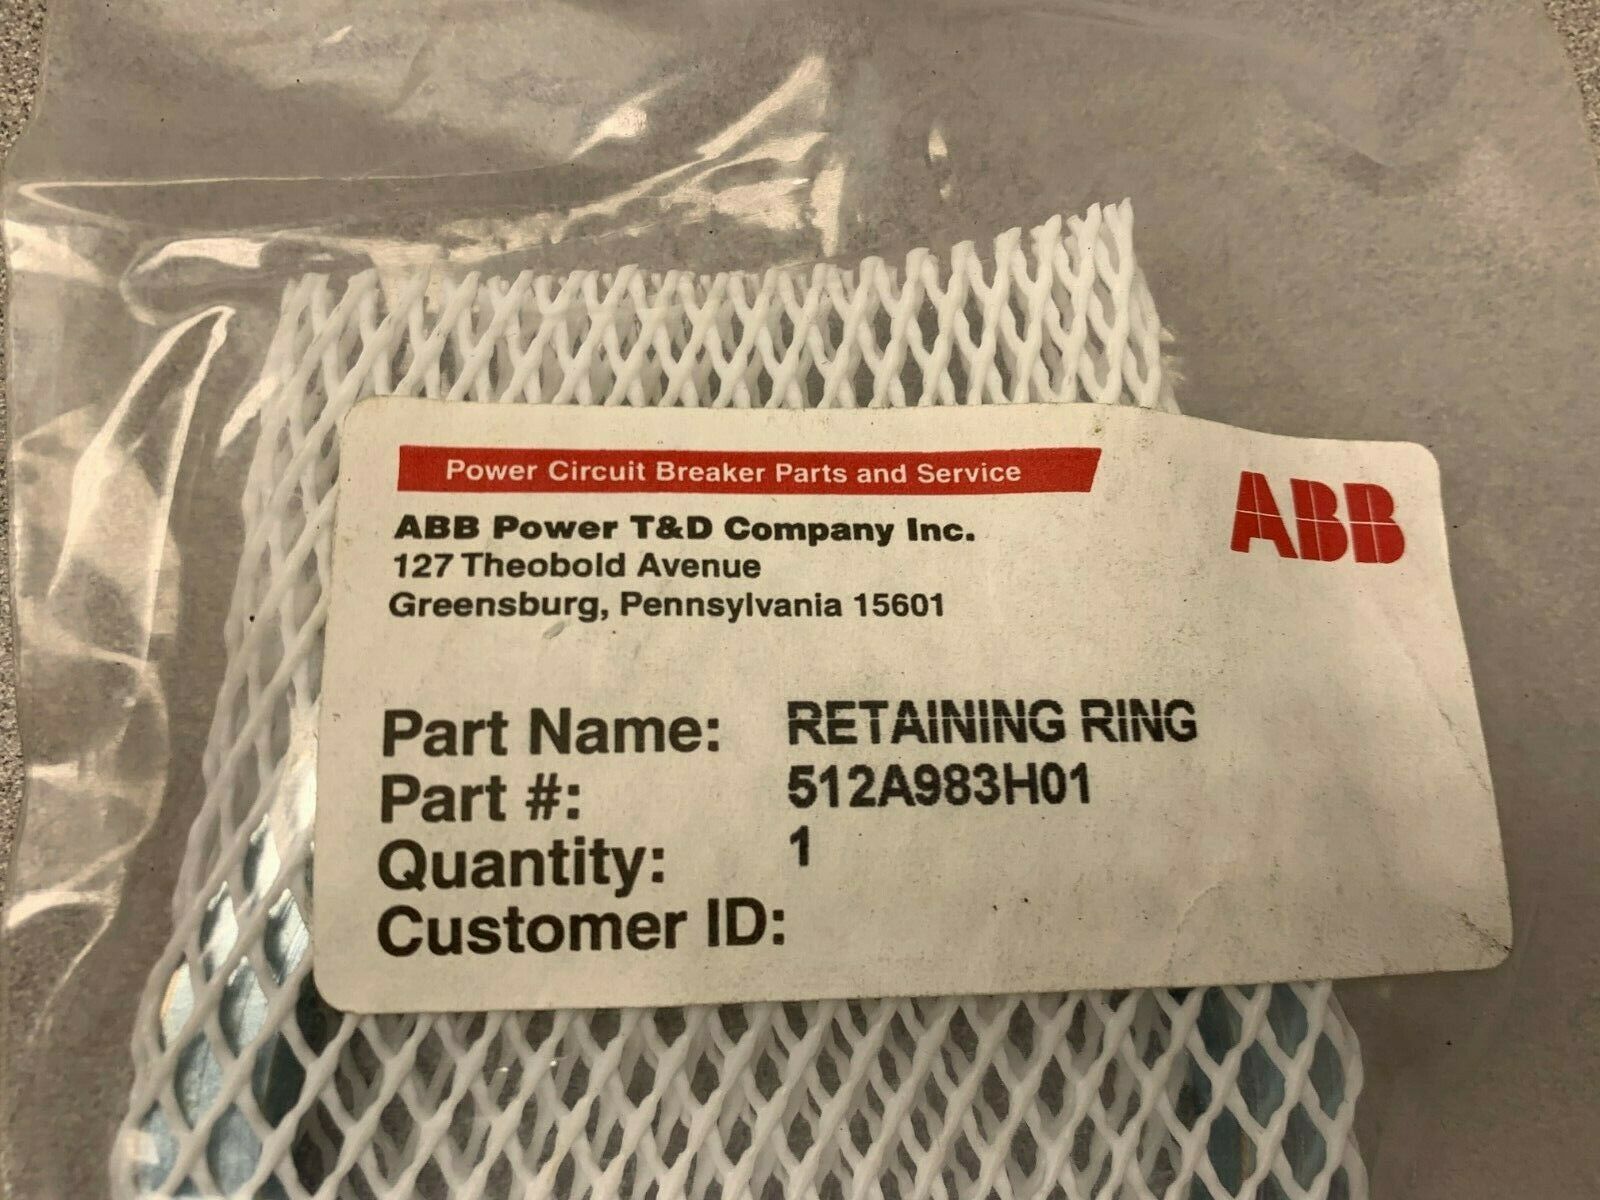 Power Circuit Breaker Parts and Service
ABB
ABB Power T&D Company Inc.
127 Theobold Avenue
Greensburg, Pennsylvania 15601
Part Name: RETAINING RING
Part #: 512A983H01
Quantity: 1
Customer ID: